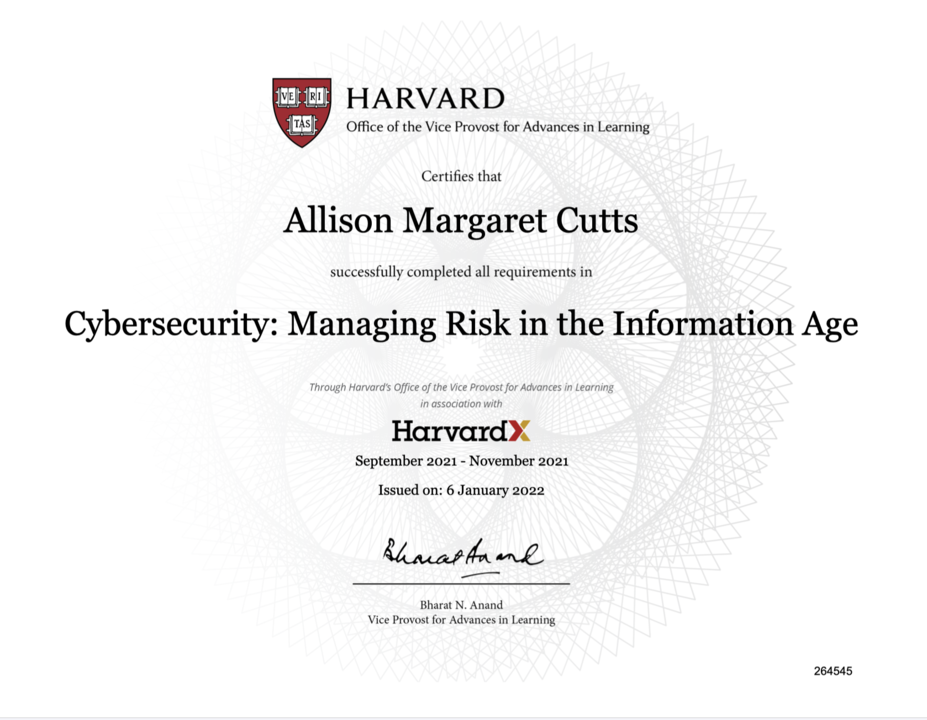 VE RI
TAS
HARVARD
Office of the Vice Provost for Advances in Learning
Certifies that
Allison Margaret Cutts
successfully completed all requirements in
Cybersecurity: Managing Risk in the Information Age
Through Harvard's Office of the Vice Provost for Advances in Learning
in association with
HarvardX
September 2021 - November 2021
Issued on: 6 January 2022
Bharat Anand
Bharat N. Anand
Vice Provost for Advances in Learning
264545